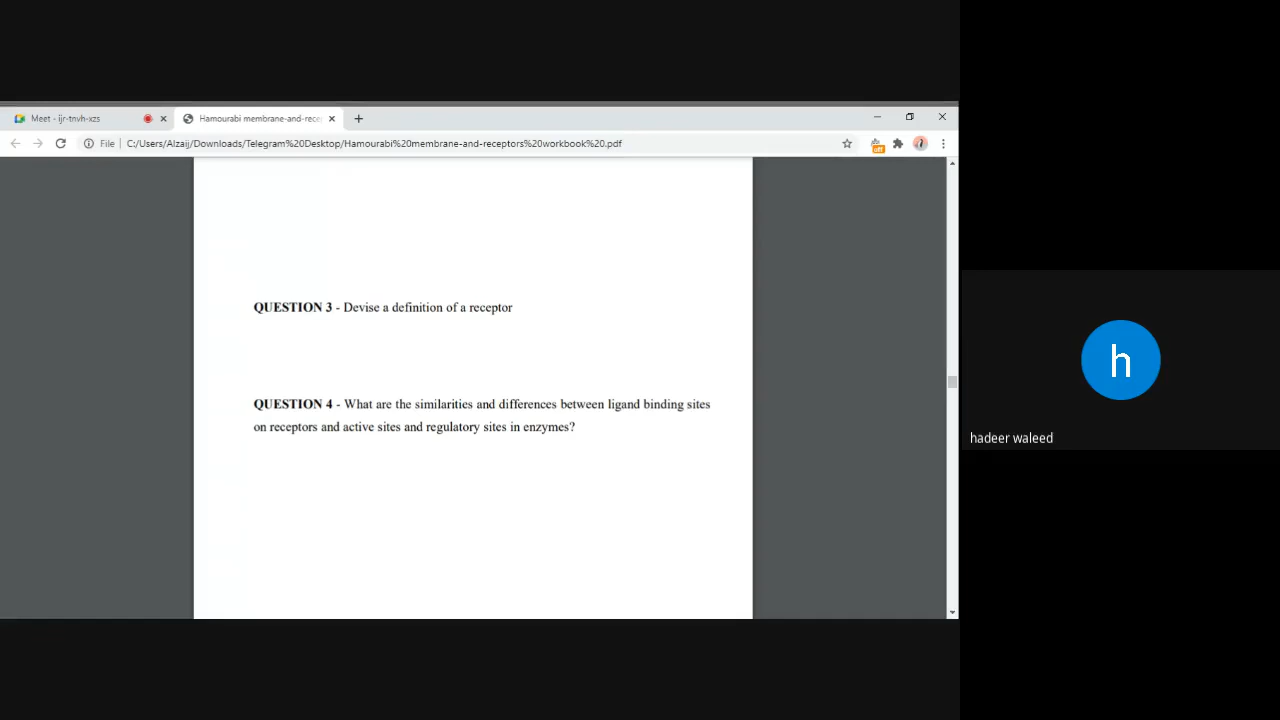 Meet - ijr-tnvh-xzs
Hamourabi membrane-and-rece
File
C:/Users/Alzaij/Downloads/Telegram%20Desktop/Hamourabi%20membrane-and-receptors%20workbook%20.pdf
off
QUESTION 3 - Devise a definition of a receptor
QUESTION 4 - What are the similarities and differences between ligand binding sites
on receptors and active sites and regulatory sites in enzymes?
h
hadeer waleed